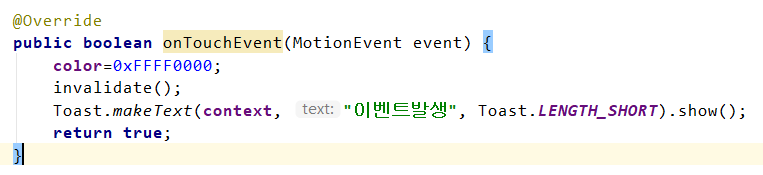 @Override
public boolean onTouchEvent(MotionEvent event) {
    color=0xFFFF0000;
    invalidate();
    Toast.makeText(context, text: "이벤트발생", Toast.LENGTH_SHORT).show();
    return true;
}